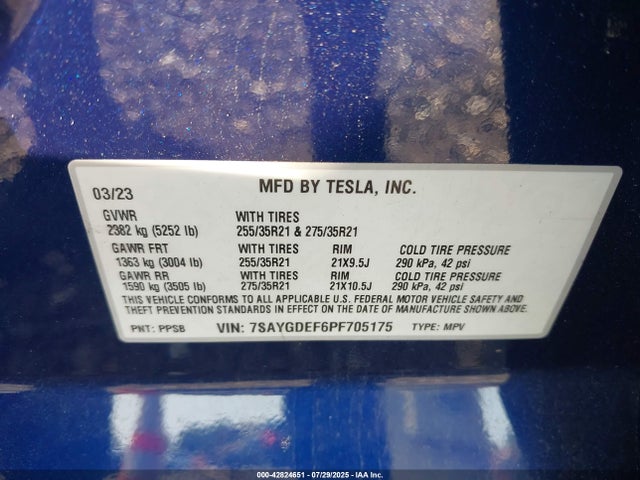 03/23 MFD BY TESLA, INC.
GVWR WITH TIRES
2382 kg (5252 lb) 255/35R21 & 275/35R21
GAWR FRT WITH TIRES RIM COLD TIRE PRESSURE
1363 kg (3004 lb) 255/35R21 21X9.5J 290 kPa, 42 psi
GAWR RR WITH TIRES RIM COLD TIRE PRESSURE
1590 kg (3505 lb) 275/35R21 21X10.5J 290 kPa, 42 psi
THIS VEHICLE CONFORMS TO ALL APPLICABLE U.S. FEDERAL MOTOR VEHICLE SAFETY AND
THEFT PREVENTION STANDARDS IN EFFECT ON THE DATE OF MANUFACTURE SHOWN ABOVE.
PNT: PPSB VIN: 7SAYGDEF6PF705175 TYPE: MPV
000-42824651 - 07/29/2025 - IAA Inc.